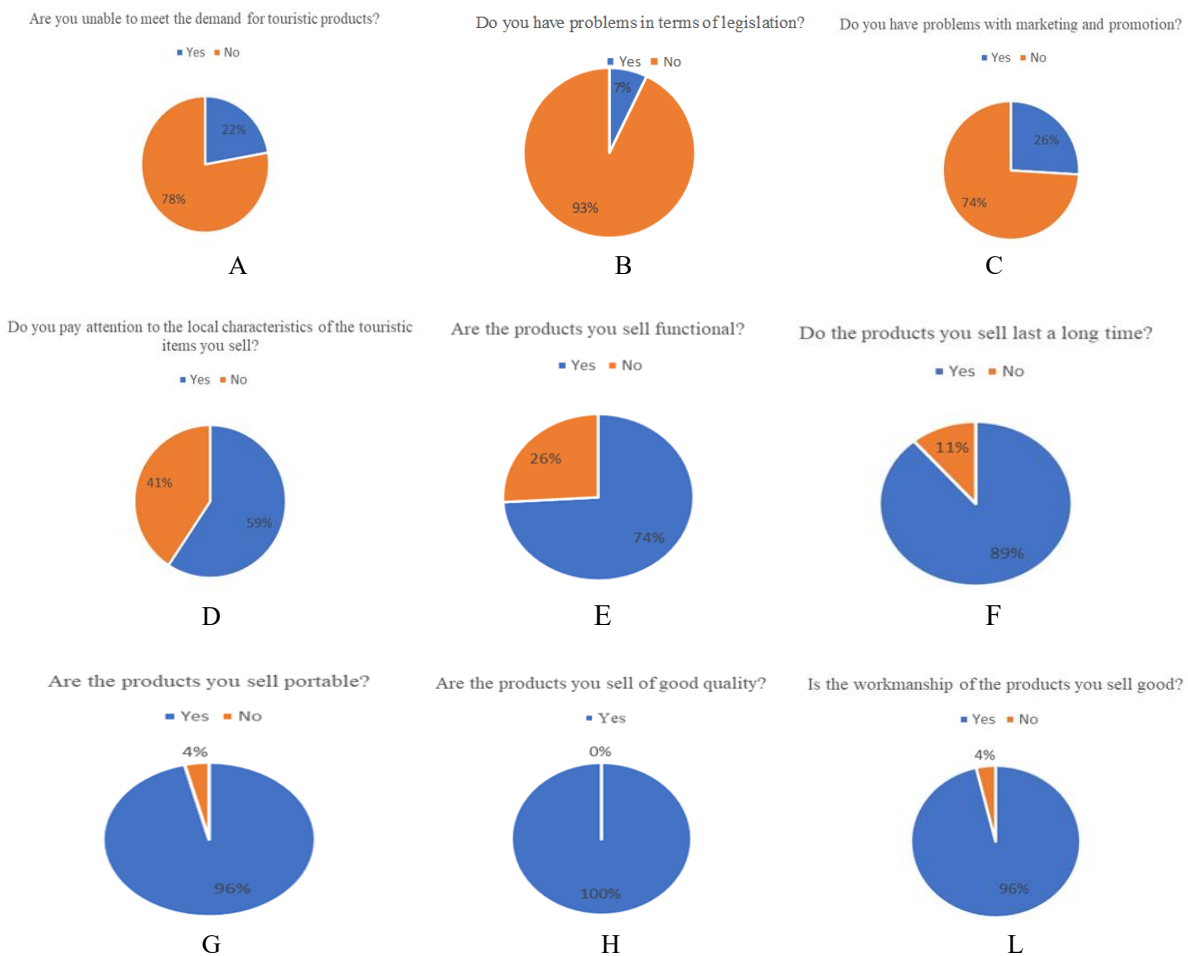 Are you unable to meet the demand for touristic products?
Yes No
22%
78%
A
Do you have problems in terms of legislation?
Yes No
7%
93%
B
Do you have problems with marketing and promotion?
Yes No
26%
74%
C
Do you pay attention to the local characteristics of the touristic
items you sell?
Yes No
41%
59%
D
Are the products you sell functional?
Yes No
26%
74%
E
Do the products you sell last a long time?
Yes No
11%
89%
F
Are the products you sell portable?
Yes No
4%
96%
G
Are the products you sell of good quality?
Yes
0%
100%
H
Is the workmanship of the products you sell good?
Yes No
4%
96%
L